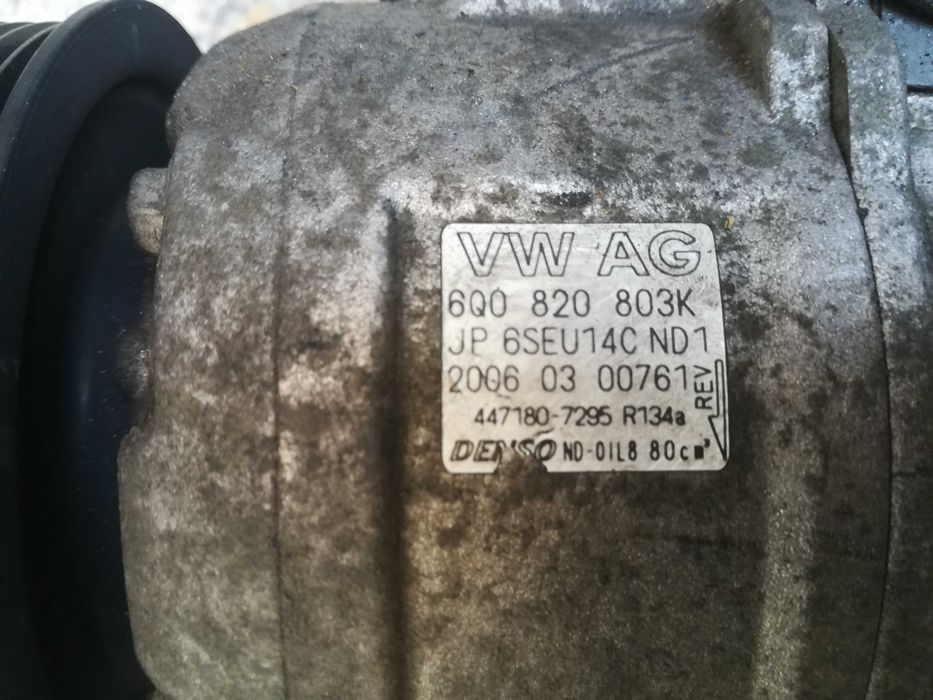 VW AG
6Q0 820 803K
JP 6SEU14C ND1
2006 03 00761
REV
447180-7295 R134a
DENSO ND-OIL8 80cm³